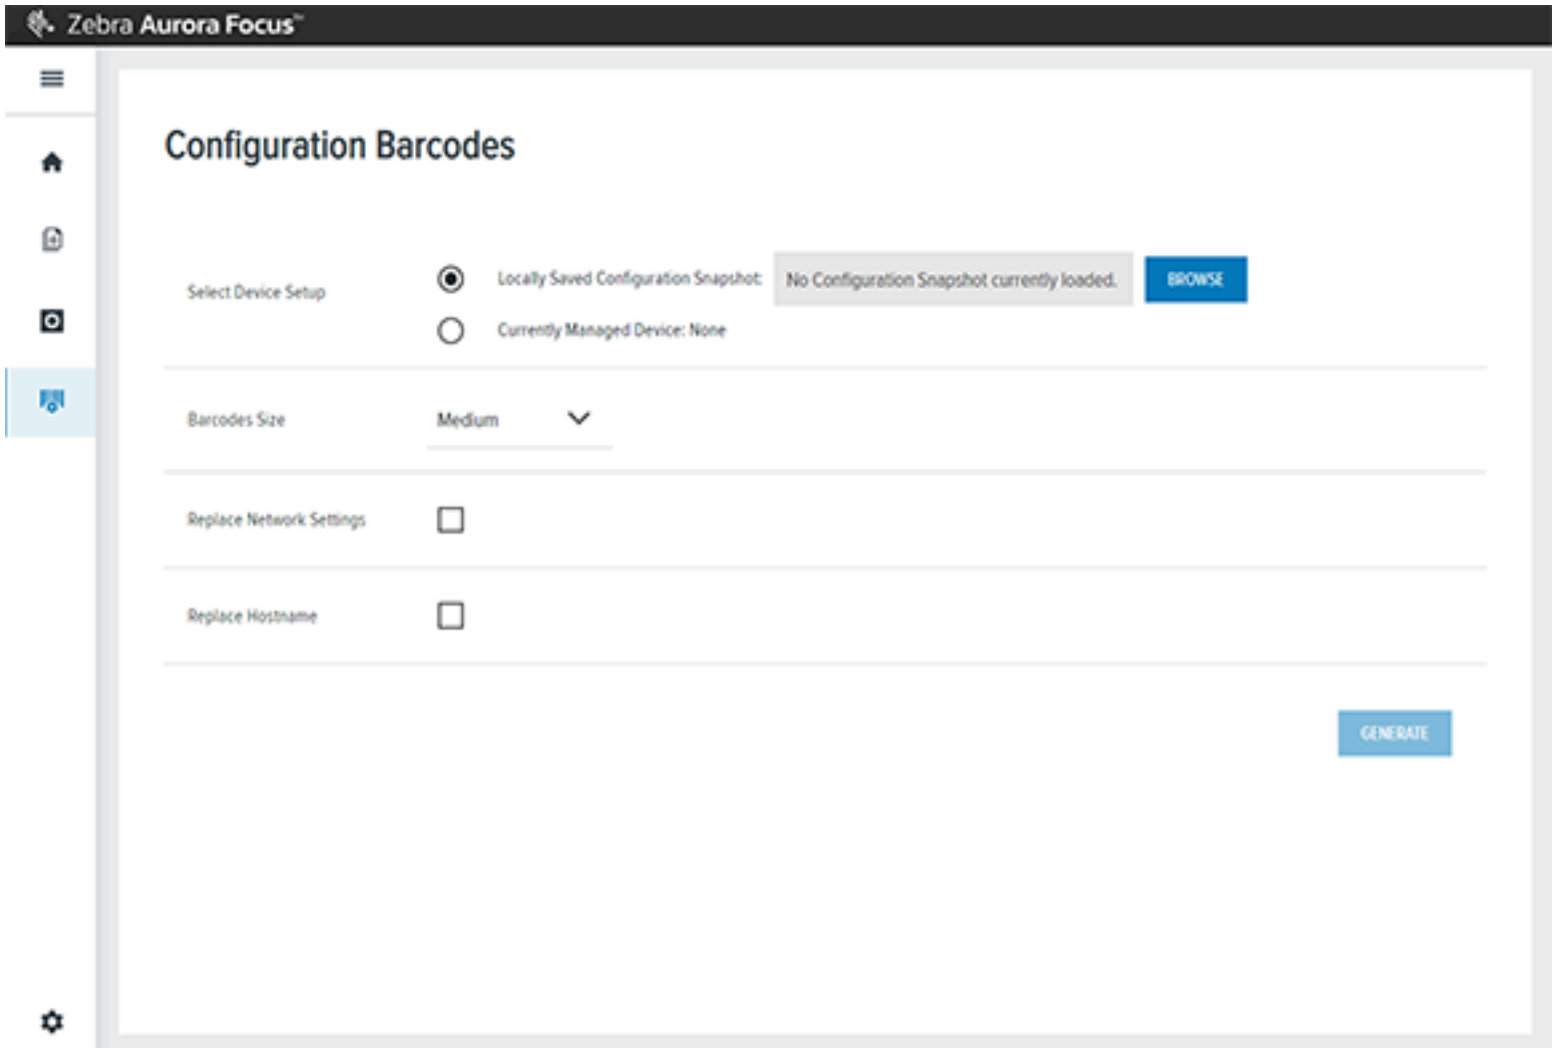 Zebra Aurora Focus™
Configuration Barcodes
Select Device Setup
Locally Saved Configuration Snapshot: No Configuration Snapshot currently loaded. BROWSE
Currently Managed Device: None
Barcodes Size Medium
Replace Network Settings
Replace Hostname
GENERATE